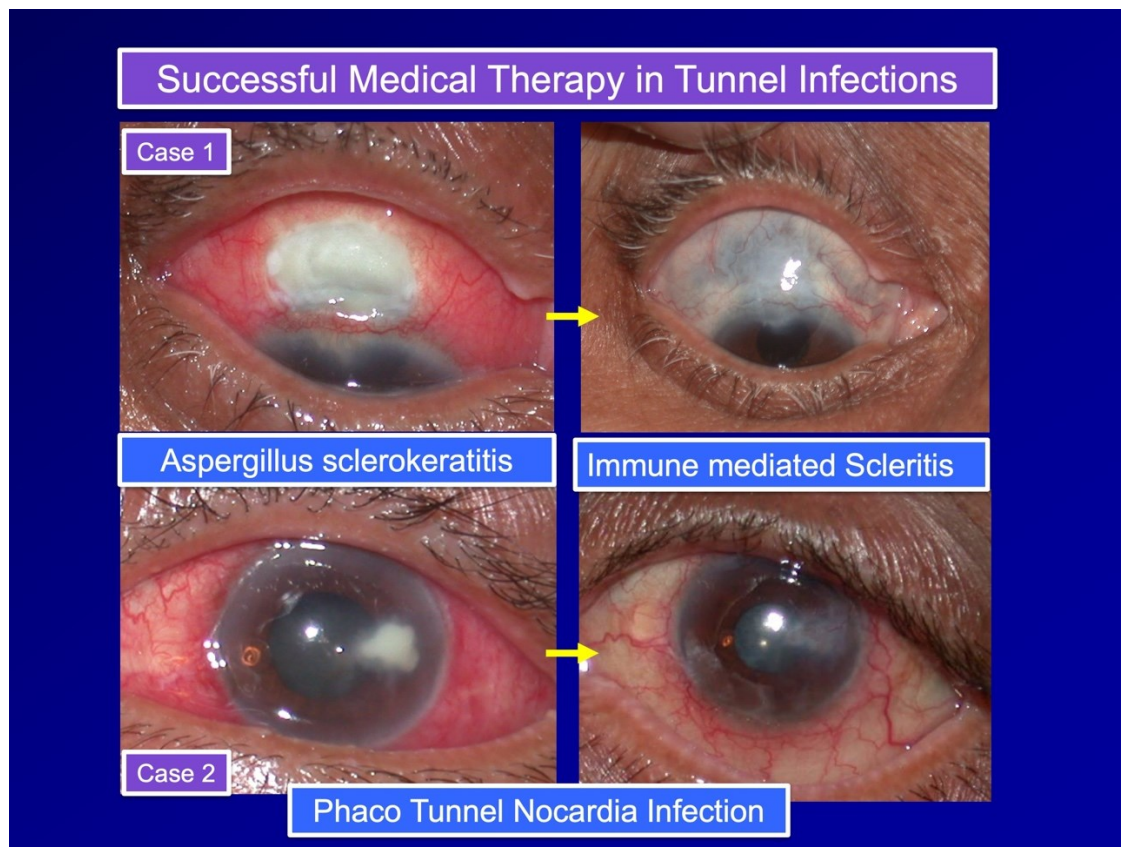 Successful Medical Therapy in Tunnel Infections
Case 1
Aspergillus sclerokeratitis
Immune mediated Scleritis
Case 2
Phaco Tunnel Nocardia Infection